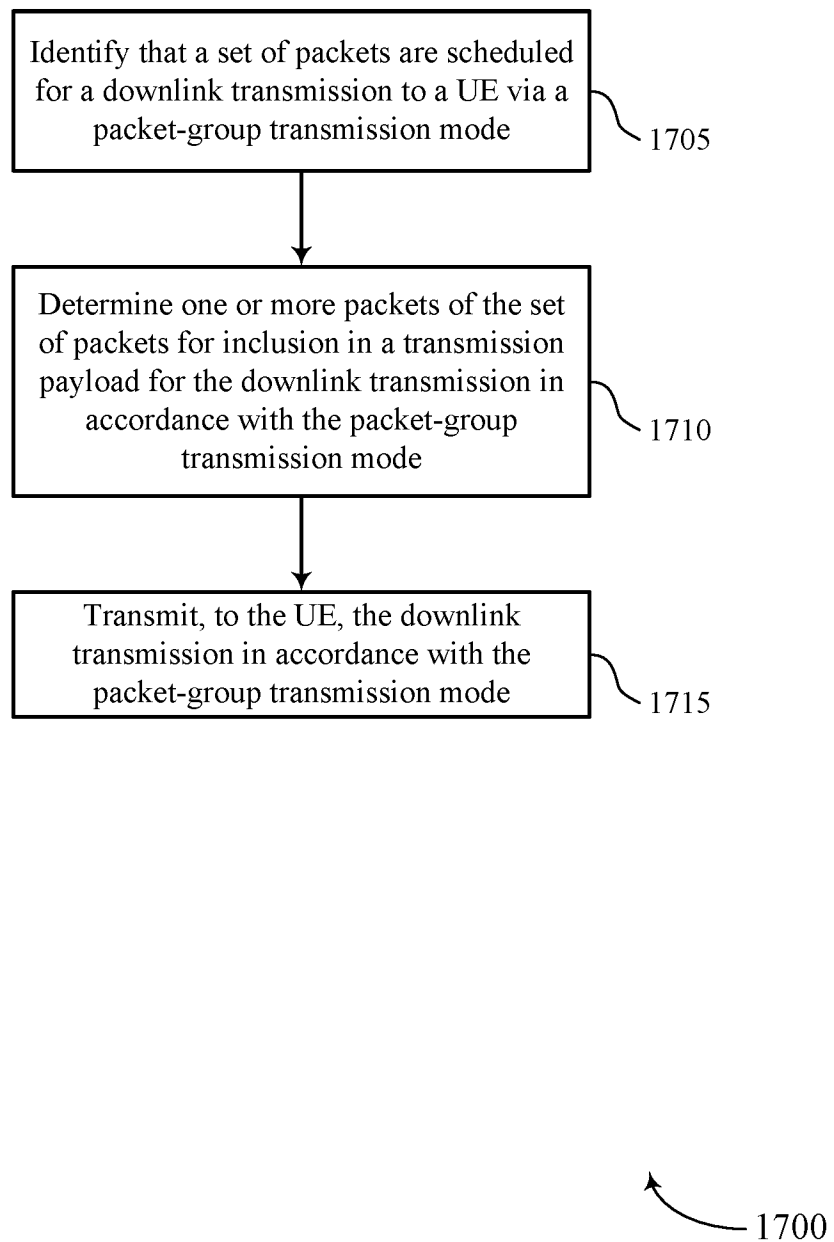 Identify that a set of packets are scheduled
for a downlink transmission to a UE via a
packet-group transmission mode
1705
Determine one or more packets of the set
of packets for inclusion in a transmission
payload for the downlink transmission in
accordance with the packet-group
transmission mode
1710
Transmit, to the UE, the downlink
transmission in accordance with the
packet-group transmission mode
1715
1700